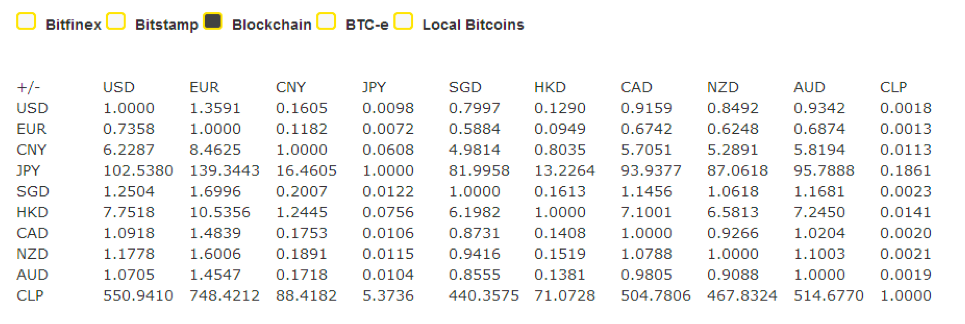 Bitfinex Bitstamp Blockchain BTC-e Local Bitcoins
+/- USD EUR CNY JPY SGD HKD CAD NZD AUD CLP
USD 1.0000 1.3591 0.1605 0.0098 0.7997 0.1290 0.9159 0.8492 0.9342 0.0018
EUR 0.7358 1.0000 0.1182 0.0072 0.5884 0.0949 0.6742 0.6248 0.6874 0.0013
CNY 6.2287 8.4625 1.0000 0.0608 4.9814 0.8035 5.7051 5.2891 5.8194 0.0113
JPY 102.5380 139.3443 16.4605 1.0000 81.9958 13.2264 93.9377 87.0618 95.7888 0.1861
SGD 1.2504 1.6996 0.2007 0.0122 1.0000 0.1613 1.1456 1.0618 1.1681 0.0023
HKD 7.7518 10.5356 1.2445 0.0756 6.1982 1.0000 7.1001 6.5813 7.2450 0.0141
CAD 1.0918 1.4839 0.1753 0.0106 0.8731 0.1408 1.0000 0.9266 1.0204 0.0020
NZD 1.1778 1.6006 0.1891 0.0115 0.9416 0.1519 1.0788 1.0000 1.1003 0.0021
AUD 1.0705 1.4547 0.1718 0.0104 0.8555 0.1381 0.9805 0.9088 1.0000 0.0019
CLP 550.9410 748.4212 88.4182 5.3736 440.3575 71.0728 504.7806 467.8324 514.6770 1.0000